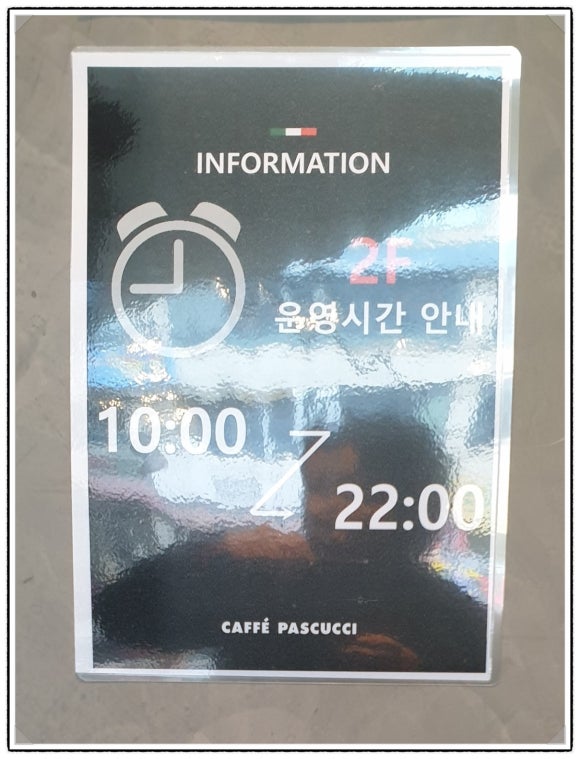 INFORMATION
2F
운영시간 안내
10:00
22:00
CAFFÉ PASCUCCI